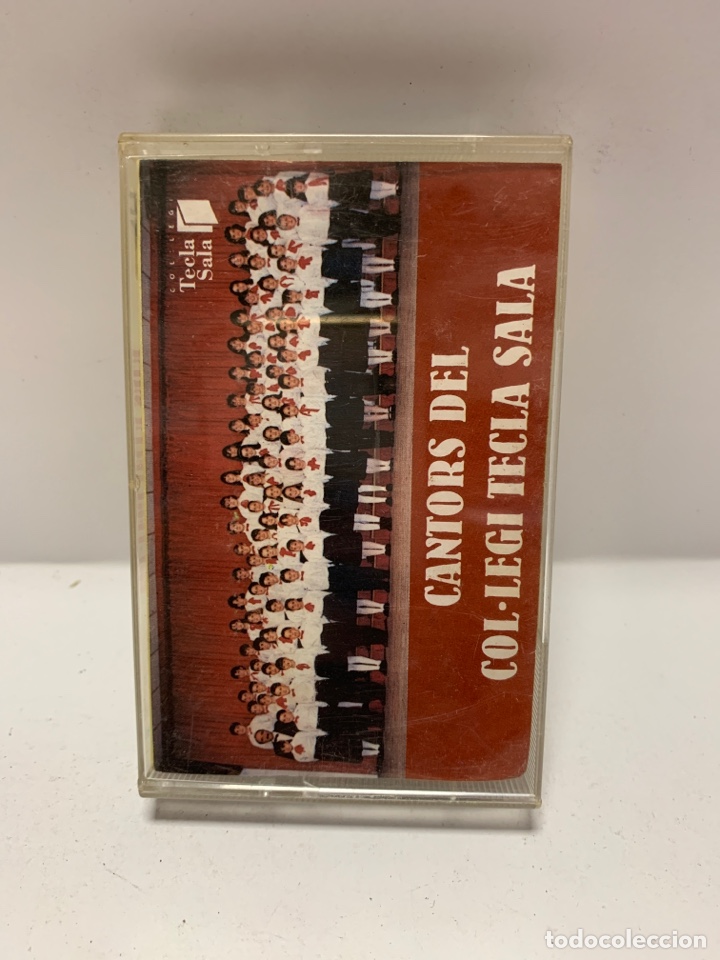 COL·LEGI
Tecla
Sala
CANTORS DEL
COL·LEGI TECLA SALA
todocoleccion